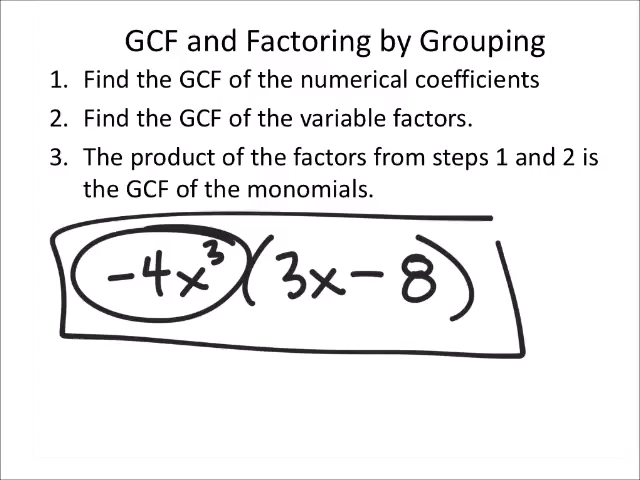 GCF and Factoring by Grouping
1. Find the GCF of the numerical coefficients
2. Find the GCF of the variable factors.
3. The product of the factors from steps 1 and 2 is
the GCF of the monomials.
-4x³(3x-8)